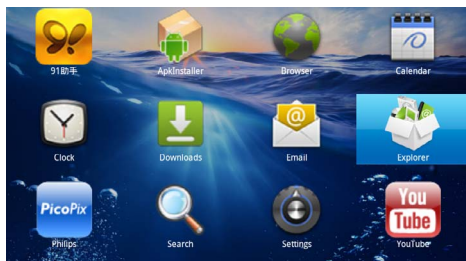 91助手
ApkInstaller
Browser
Calendar
Clock
Downloads
@
Email
@
Explorer
PicoPix
Philips
Search
Settings
You
Tube
YouTube